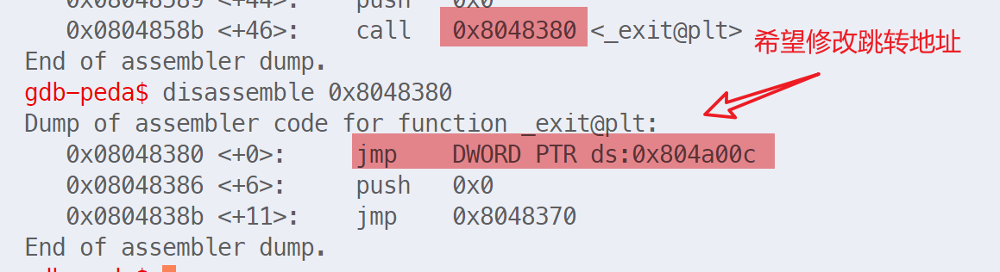 0x08048589 <+44>:    push   0x0
0x0804858b <+46>:    call   0x8048380 <_exit@plt>
希望修改跳转地址
End of assembler dump.
gdb-peda$ disassemble 0x8048380
Dump of assembler code for function _exit@plt:
0x08048380 <+0>:    jmp    DWORD PTR ds:0x804a00c
0x08048386 <+6>:    push   0x0
0x0804838b <+11>:    jmp    0x8048370
End of assembler dump.